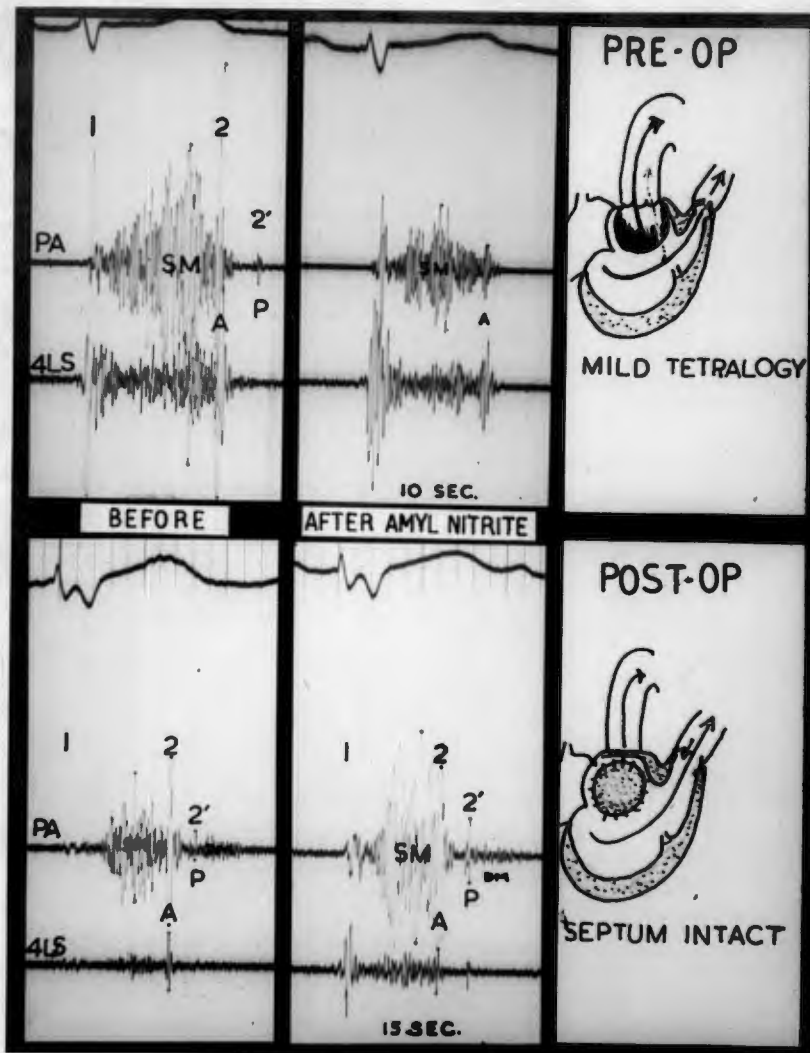 1 2
2'
PA
SM
A P
4LS
SM
A
10 SEC.
PRE-OP
MILD TETRALOGY
BEFORE
AFTER AMYL NITRITE
1 2
2'
PA
P
A
4LS
1 2
2'
SM
DM
P
A
15 SEC.
POST-OP
SEPTUM INTACT